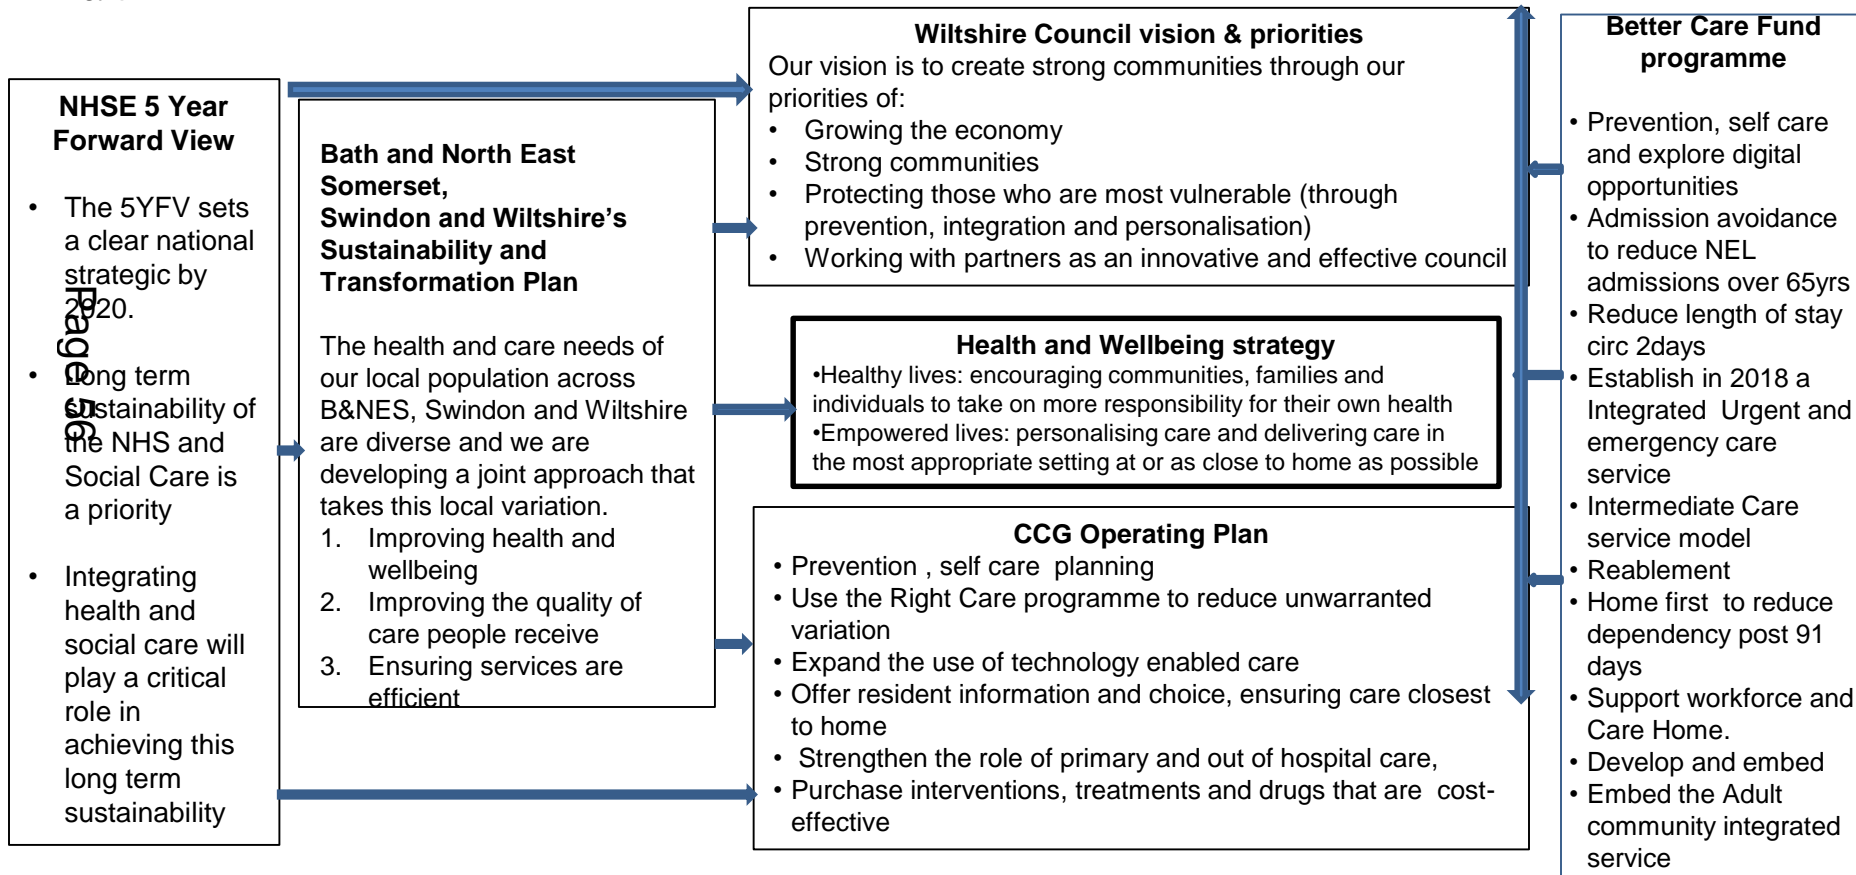 NHSE 5 Year
Forward View
• The 5YFV sets
a clear national
strategic by
2020.
• Long term
sustainability of
the NHS and
Social Care is
a priority
• Integrating
health and
social care will
play a critical
role in
achieving this
long term
sustainability
Page 56
Bath and North East
Somerset,
Swindon and Wiltshire’s
Sustainability and
Transformation Plan
The health and care needs of
our local population across
B&NES, Swindon and Wiltshire
are diverse and we are
developing a joint approach that
takes this local variation.
1. Improving health and
wellbeing
2. Improving the quality of
care people receive
3. Ensuring services are
efficient
Wiltshire Council vision & priorities
Our vision is to create strong communities through our
priorities of:
• Growing the economy
• Strong communities
• Protecting those who are most vulnerable (through
prevention, integration and personalisation)
• Working with partners as an innovative and effective council
Health and Wellbeing strategy
•Healthy lives: encouraging communities, families and
individuals to take on more responsibility for their own health
•Empowered lives: personalising care and delivering care in
the most appropriate setting at or as close to home as possible
CCG Operating Plan
• Prevention , self care planning
• Use the Right Care programme to reduce unwarranted
variation
• Expand the use of technology enabled care
• Offer resident information and choice, ensuring care closest
to home
• Strengthen the role of primary and out of hospital care,
• Purchase interventions, treatments and drugs that are cost-
effective
Better Care Fund
programme
• Prevention, self care
and explore digital
opportunities
• Admission avoidance
to reduce NEL
admissions over 65yrs
• Reduce length of stay
circ 2days
• Establish in 2018 a
Integrated Urgent and
emergency care
service
• Intermediate Care
service model
• Reablement
• Home first to reduce
dependency post 91
days
• Support workforce and
Care Home.
• Develop and embed
• Embed the Adult
community integrated
service